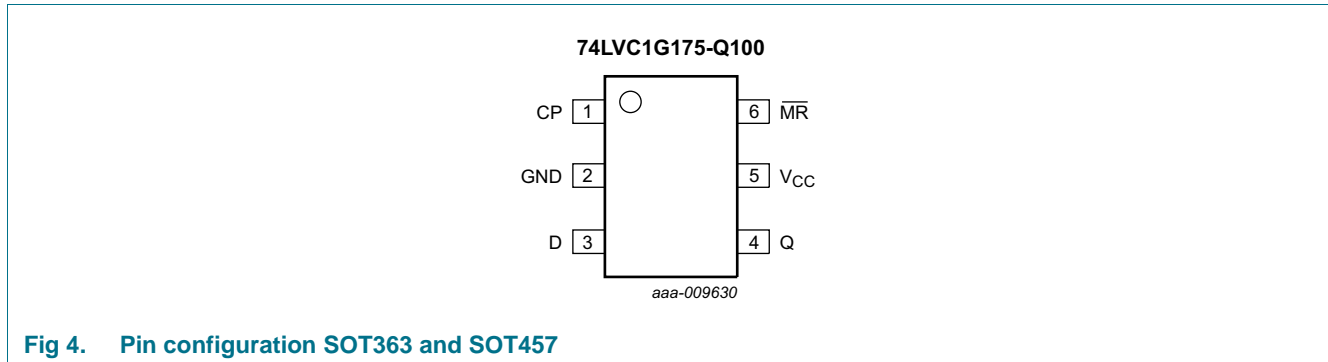 74LVC1G175-Q100
CP 1 6 M̅R̅
GND 2 5 VCC
D 3 4 Q
aaa-009630
Fig 4. Pin configuration SOT363 and SOT457